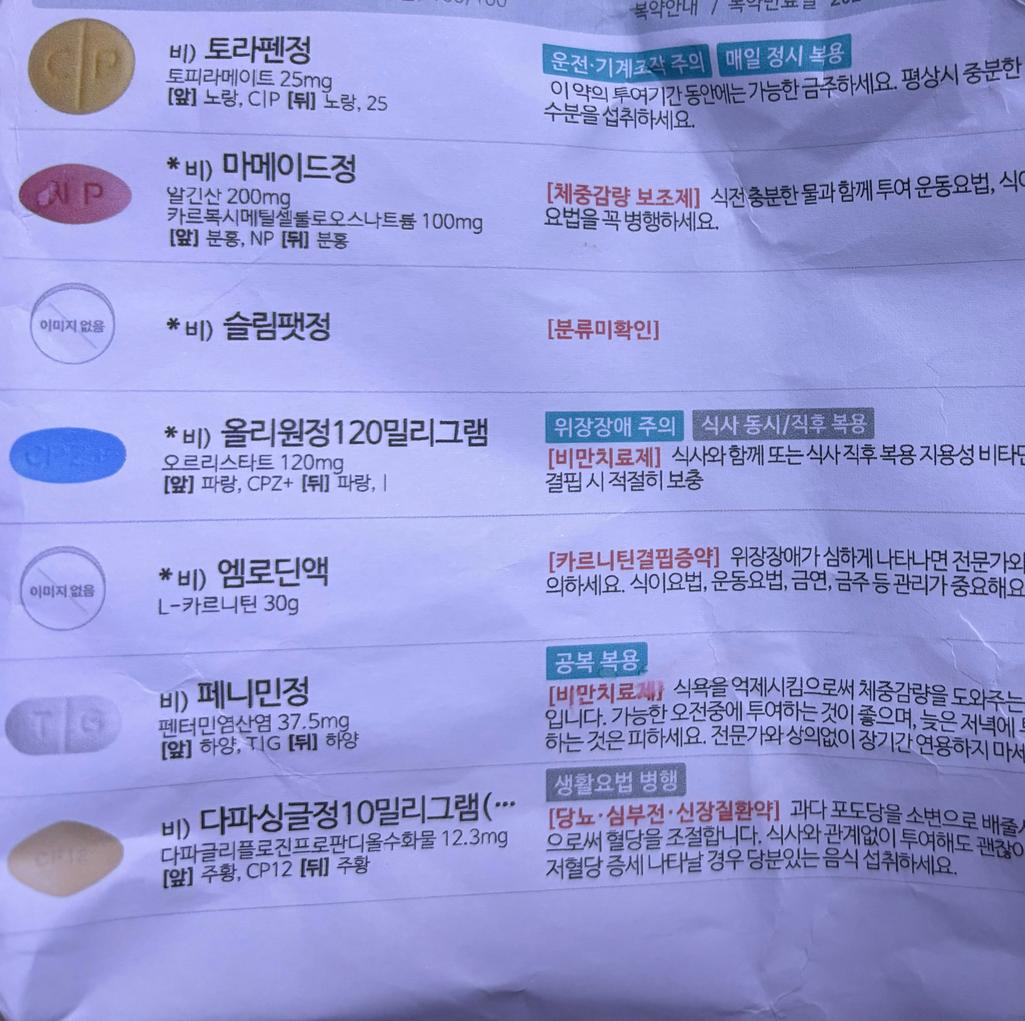 복약안내 /
비) 토라펜정
토피라메이트 25mg
[앞] 노랑, C|P [뒤] 노랑, 25
운전·기계조작 주의 매일 정시 복용
이 약의 투여기간 동안에는 가능한 금주하세요. 평상시 충분한
수분을 섭취하세요.
C P
* 비) 마메이드정
알긴산 200mg
카르복시메틸셀룰로오스나트륨 100mg
[앞] 분홍, NP [뒤] 분홍
[체중감량 보조제] 식전 충분한 물과 함께 투여 운동요법, 식이
요법을 꼭 병행하세요.
N P
이미지 없음
* 비) 슬림팻정
[분류미확인]
* 비) 올리원정120밀리그램
오르리스타트 120mg
[앞] 파랑, CPZ+ [뒤] 파랑, |
위장장애 주의 식사 동시/직후 복용
[비만치료제] 식사와 함께 또는 식사 직후 복용 지용성 비타민
결핍 시 적절히 보충
이미지 없음
* 비) 엠로딘액
L-카르니틴 30g
[카르니틴결핍증약] 위장장애가 심하게 나타나면 전문가와
의하세요. 식이요법, 운동요법, 금연, 금주 등 관리가 중요해요
비) 페니민정
펜터민염산염 37.5mg
[앞] 하양, T|G [뒤] 하양
공복 복용
[비만치료제] 식욕을 억제시킴으로써 체중감량을 도와주는
입니다. 가능한 오전중에 투여하는 것이 좋으며, 늦은 저녁에
하는 것은 피하세요. 전문가와 상의없이 장기간 연용하지 마세
T G
비) 다파싱글정10밀리그램(…
다파글리플로진프로판디올수화물 12.3mg
[앞] 주황, CP12 [뒤] 주황
생활요법 병행
[당뇨·심부전·신장질환약] 과다 포도당을 소변으로 배출시
으로써 혈당을 조절합니다. 식사와 관계없이 투여해도 괜찮아
저혈당 증세 나타날 경우 당분있는 음식 섭취하세요.
CP12